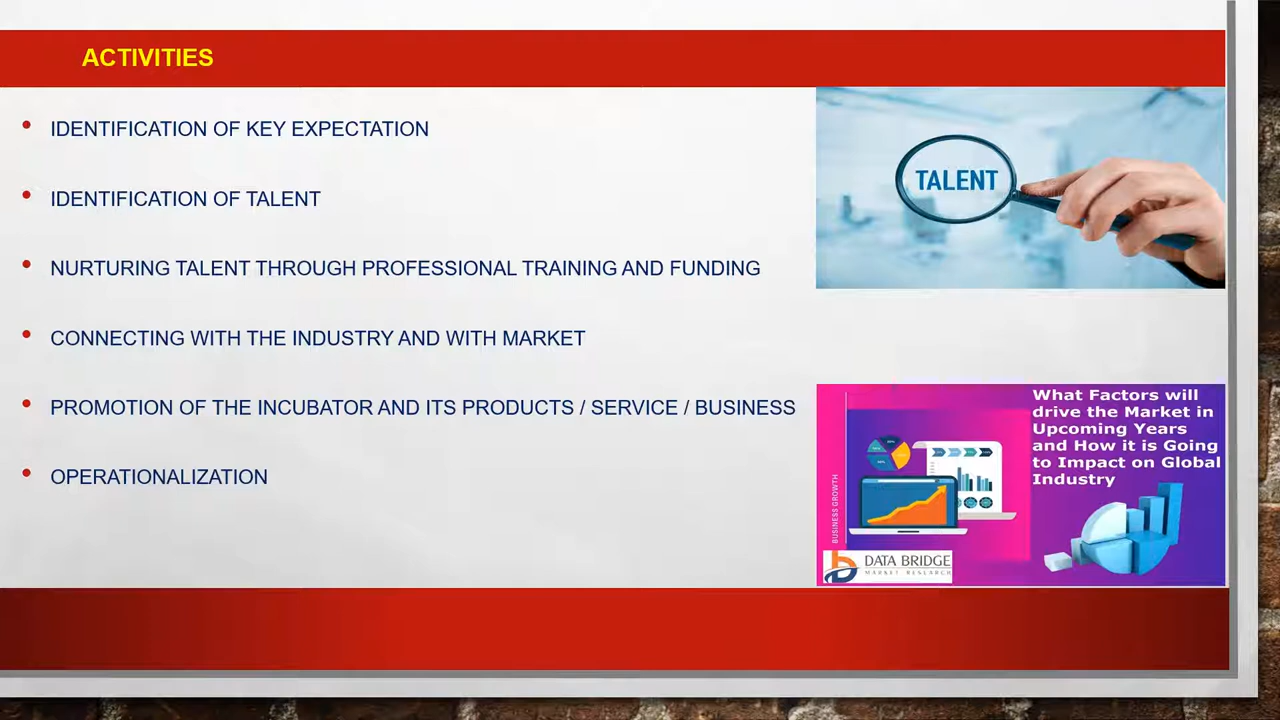 ACTIVITIES
IDENTIFICATION OF KEY EXPECTATION
IDENTIFICATION OF TALENT
NURTURING TALENT THROUGH PROFESSIONAL TRAINING AND FUNDING
CONNECTING WITH THE INDUSTRY AND WITH MARKET
PROMOTION OF THE INCUBATOR AND ITS PRODUCTS / SERVICE / BUSINESS
OPERATIONALIZATION
TALENT
What Factors will
drive the Market in
Upcoming Years
and How it is Going
to Impact on Global
Industry
BUSINESS GROWTH
DATA BRIDGE
MARKET RESEARCH